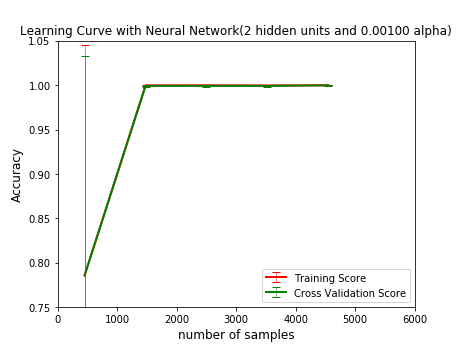 Learning Curve with Neural Network(2 hidden units and 0.00100 alpha)
1.05
1.00
0.95
0.90
0.85
0.80
0.75
Accuracy
0
1000
2000
3000
4000
5000
6000
number of samples
Training Score
Cross Validation Score